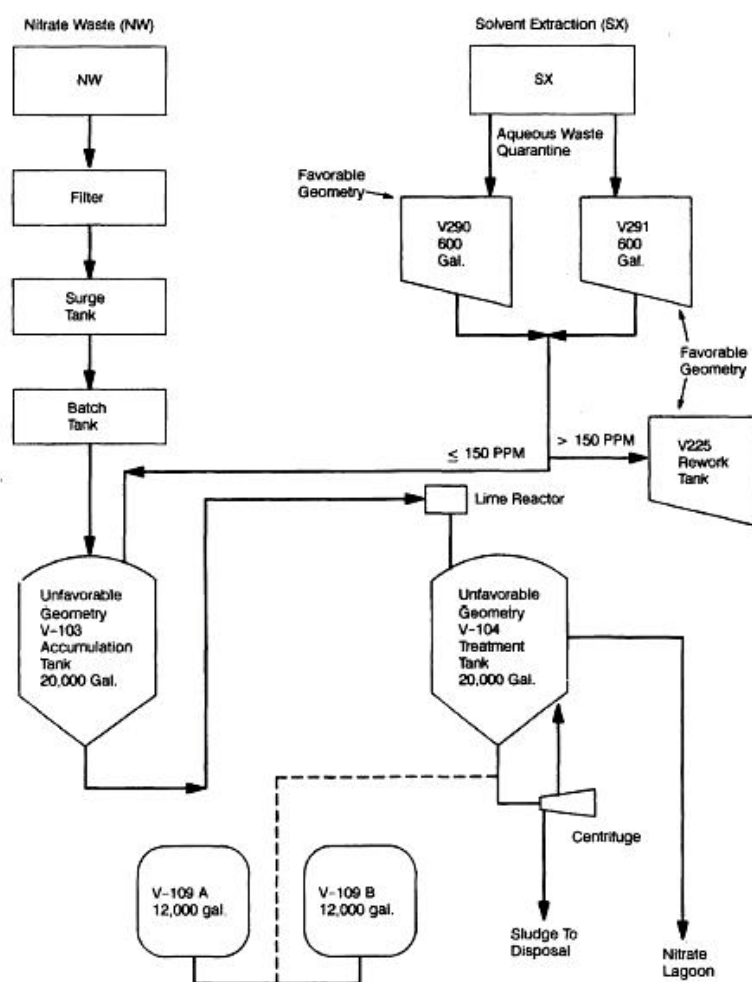 Nitrate Waste (NW)
Solvent Extraction (SX)
NW
SX
Aqueous Waste
Quarantine
Favorable
Geometry
Filter
V290
600
Gal.
V291
600
Gal.
Surge
Tank
Favorable
Geometry
Batch
Tank
≤ 150 PPM
> 150 PPM
V225
Rework
Tank
Lime Reactor
Unfavorable
Geometry
V-103
Accumulation
Tank
20,000 Gal.
Unfavorable
Geometry
V-104
Treatment
Tank
20,000 Gal.
Centrifuge
V-109 A
12,000 gal.
V-109 B
12,000 gal.
Sludge To
Disposal
Nitrate
Lagoon